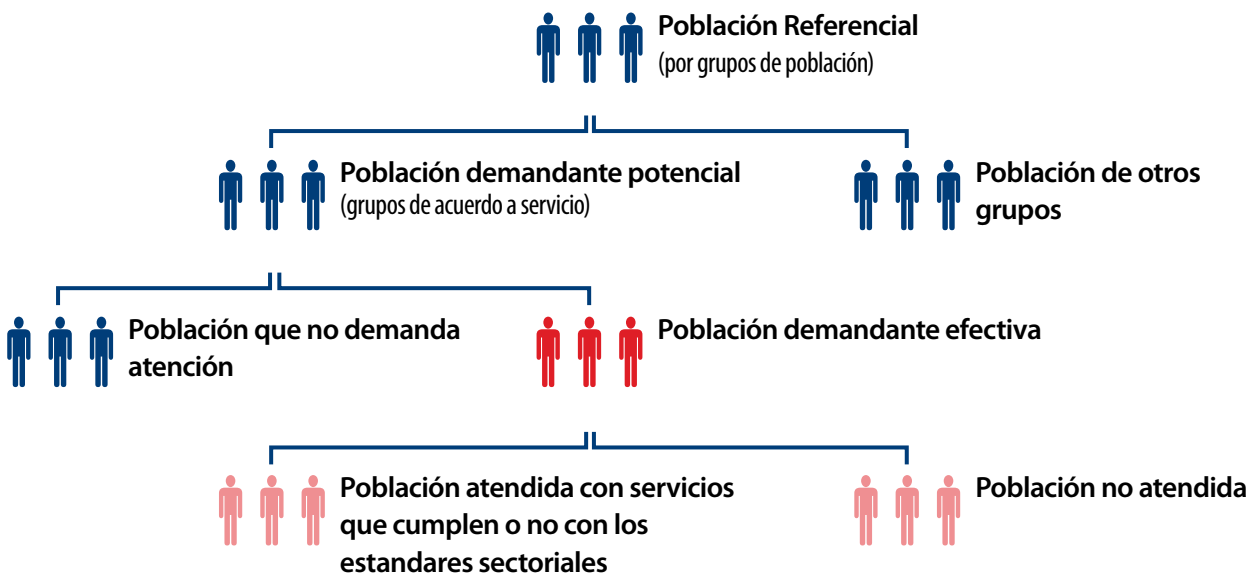 Población Referencial
(por grupos de población)
Población demandante potencial
(grupos de acuerdo a servicio)
Población de otros
grupos
Población que no demanda
atención
Población demandante efectiva
Población atendida con servicios
que cumplen o no con los
estandares sectoriales
Población no atendida